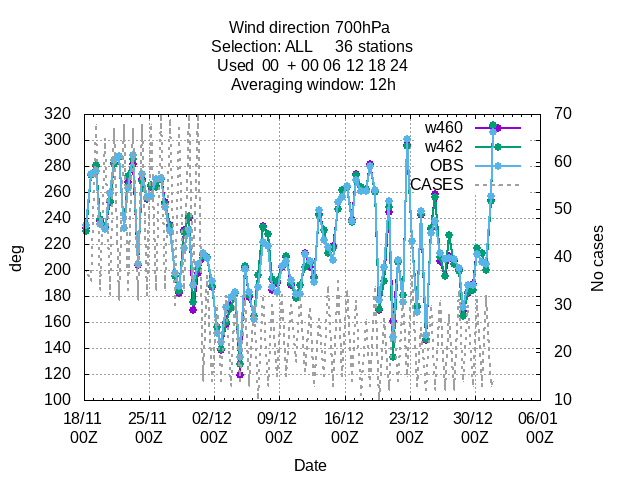 Wind direction 700hPa
Selection: ALL 36 stations
Used 00 + 00 06 12 18 24
Averaging window: 12h
320 70
300
280 60
260
240 50
220
200 40
180
160 30
140 20
120
100 10
w460
w462
OBS
CASES
deg
No cases
18/11 25/11 02/12 09/12 16/12 23/12 30/12 06/01
00Z 00Z 00Z 00Z 00Z 00Z 00Z 00Z
Date